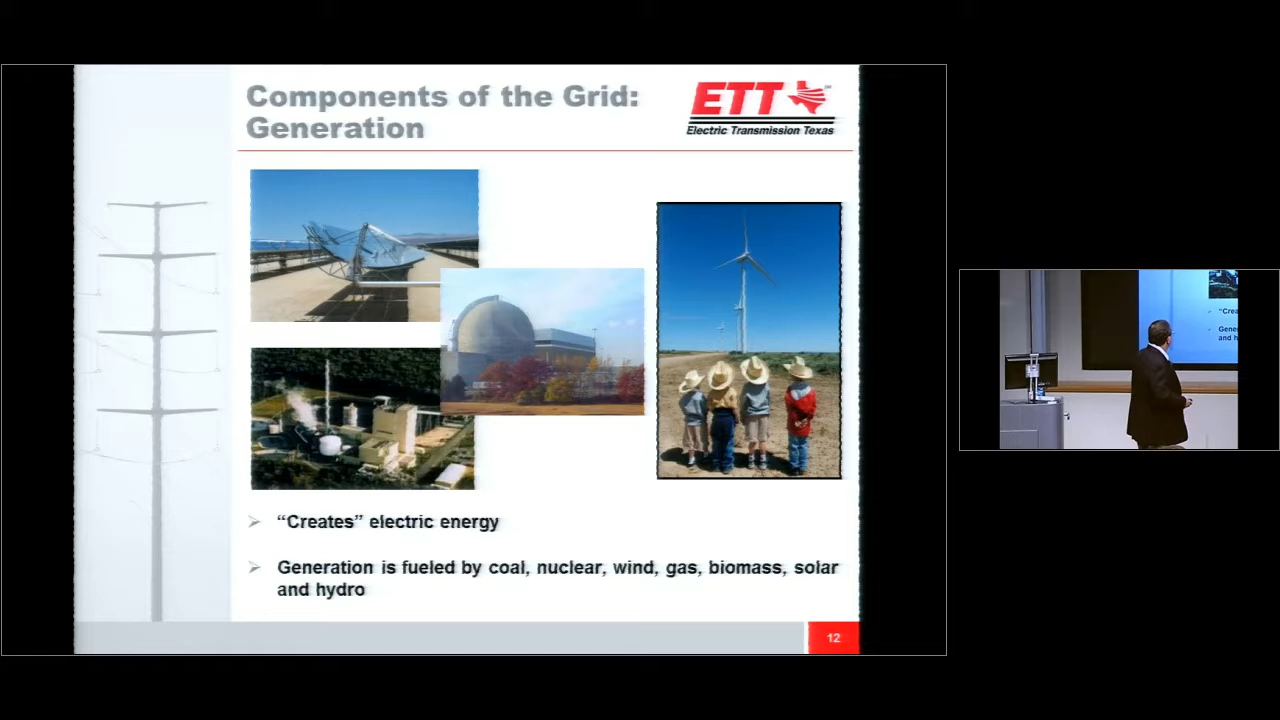 Components of the Grid:
Generation
ETT
Electric Transmission Texas
“Creates” electric energy
Generation is fueled by coal, nuclear, wind, gas, biomass, solar
and hydro
12
and h